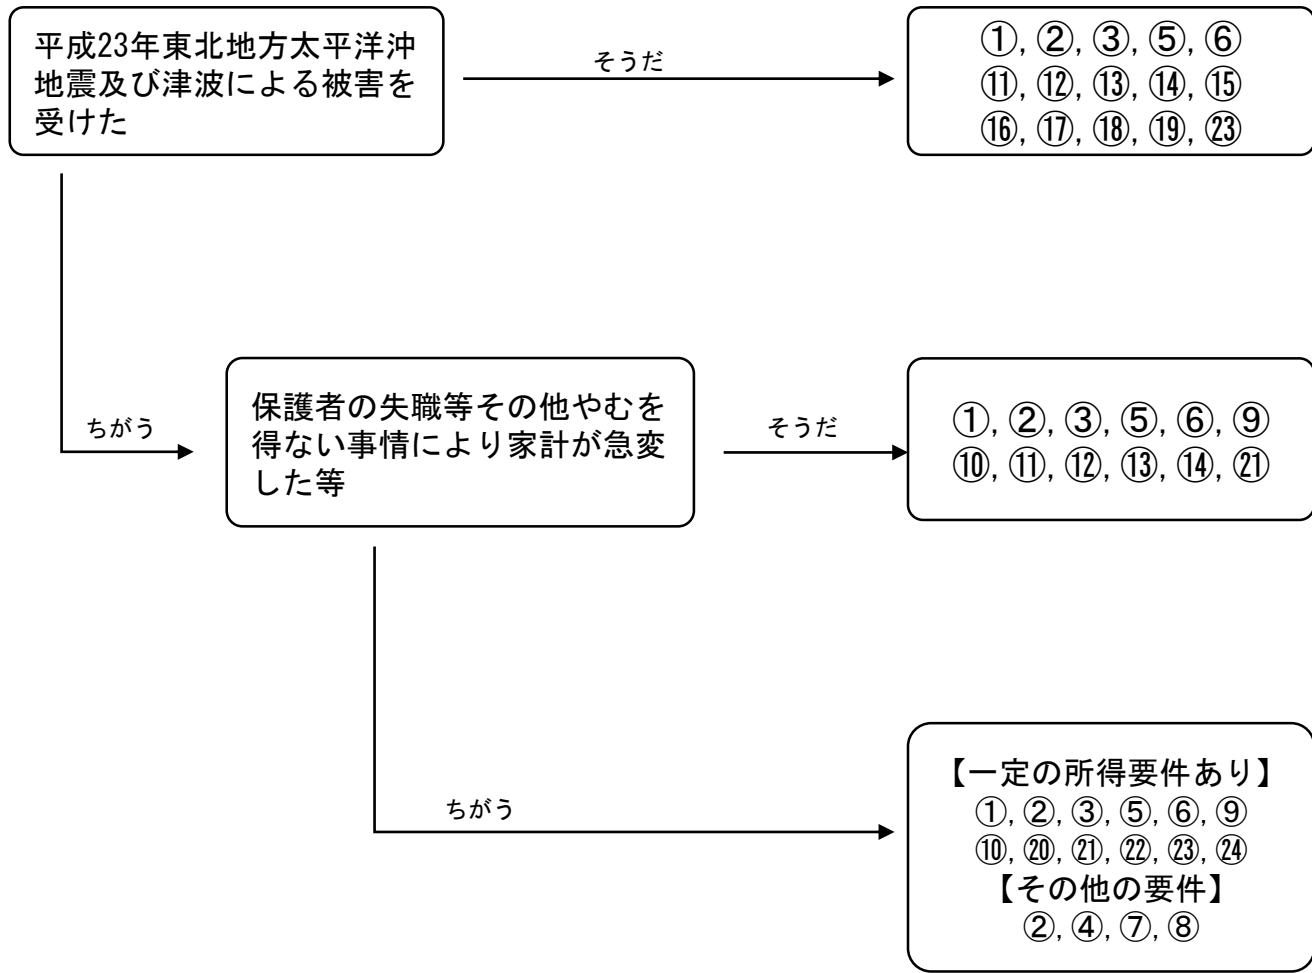 平成23年東北地方太平洋沖
地震及び津波による被害を
受けた
そうだ
①, ②, ③, ⑤, ⑥
⑪, ⑫, ⑬, ⑭, ⑮
⑯, ⑰, ⑱, ⑲, ㉓
ちがう
保護者の失職等その他やむを
得ない事情により家計が急変
した等
そうだ
①, ②, ③, ⑤, ⑥, ⑨
⑩, ⑪, ⑫, ⑬, ⑭, ㉑
ちがう
【一定の所得要件あり】
①, ②, ③, ⑤, ⑥, ⑨
⑩, ⑳, ㉑, ㉒, ㉓, ㉔
【その他の要件】
②, ④, ⑦, ⑧